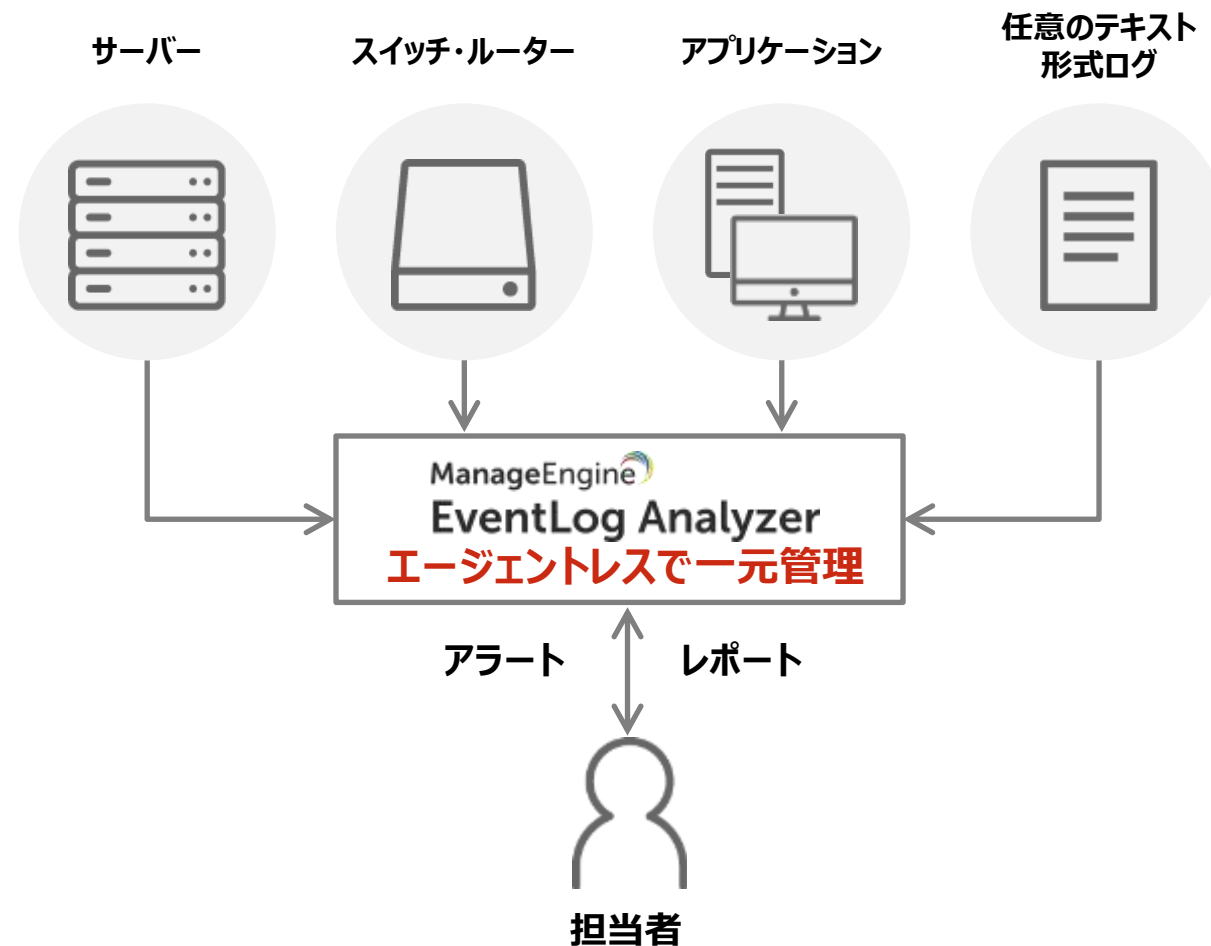 サーバー
スイッチ・ルーター
アプリケーション
任意のテキスト
形式ログ
ManageEngine
EventLog Analyzer
エージェントレスで一元管理
アラート
レポート
担当者